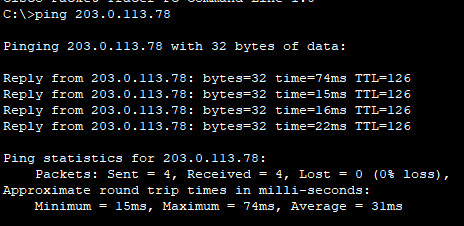 C:\>ping 203.0.113.78
Pinging 203.0.113.78 with 32 bytes of data:
Reply from 203.0.113.78: bytes=32 time=74ms TTL=126
Reply from 203.0.113.78: bytes=32 time=15ms TTL=126
Reply from 203.0.113.78: bytes=32 time=16ms TTL=126
Reply from 203.0.113.78: bytes=32 time=22ms TTL=126
Ping statistics for 203.0.113.78:
Packets: Sent = 4, Received = 4, Lost = 0 (0% loss),
Approximate round trip times in milli-seconds:
Minimum = 15ms, Maximum = 74ms, Average = 31ms